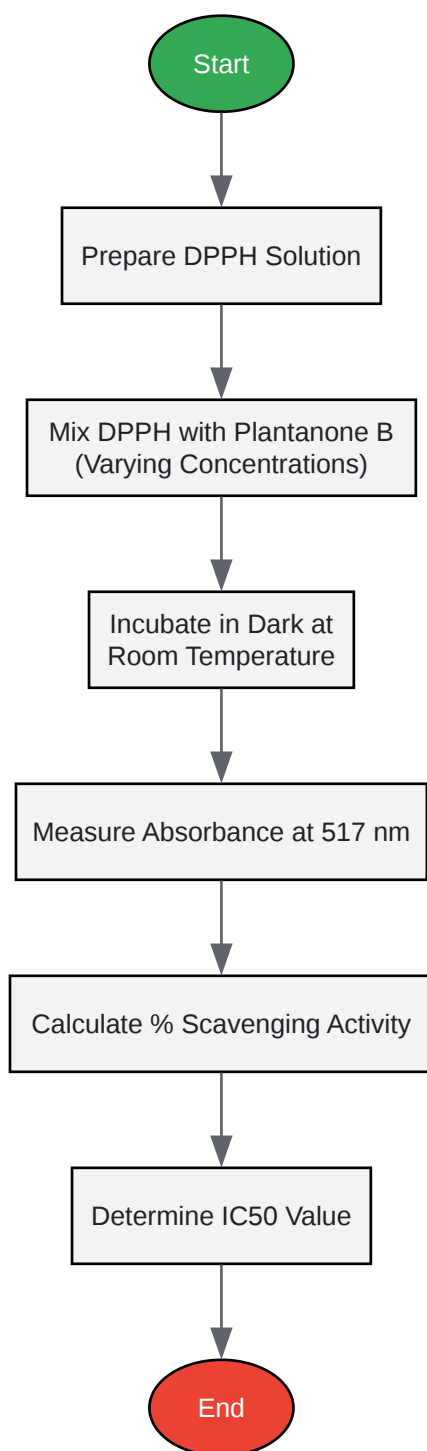 Start
Prepare DPPH Solution
Mix DPPH with Plantanone B
(Varying Concentrations)
Incubate in Dark at
Room Temperature
Measure Absorbance at 517 nm
Calculate % Scavenging Activity
Determine IC50 Value
End